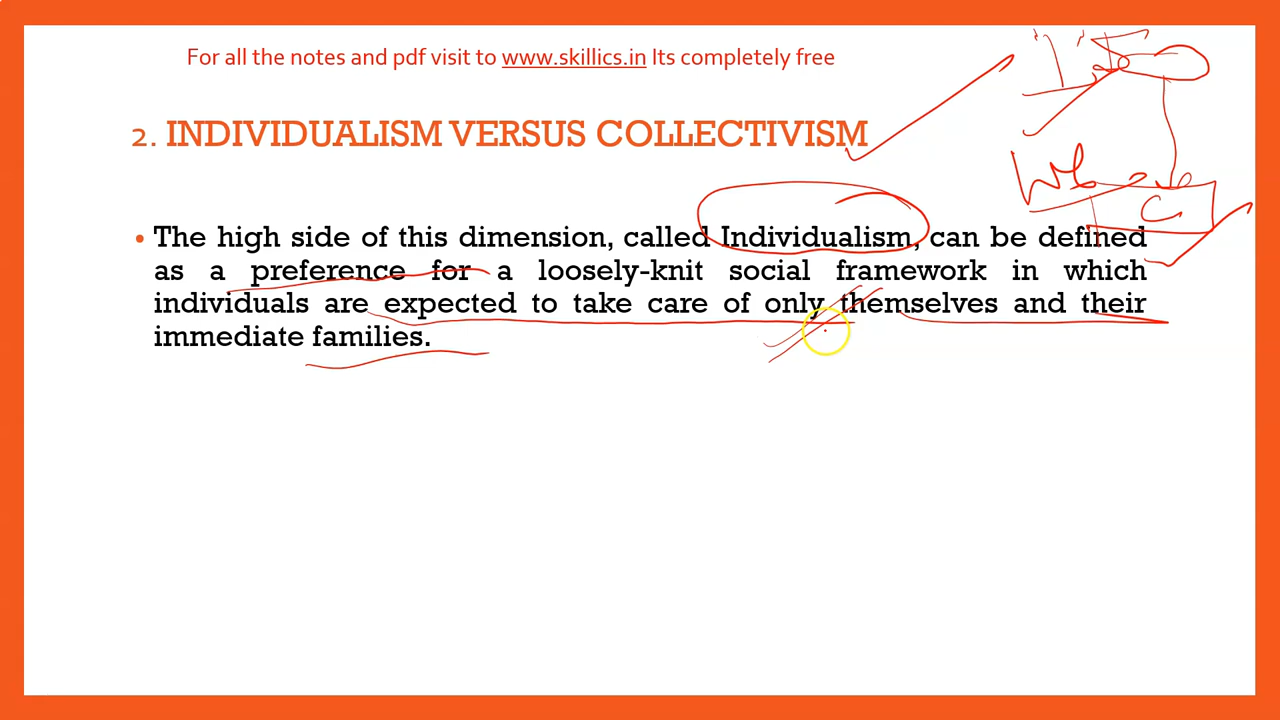 For all the notes and pdf visit to www.skillics.in Its completely free
2. INDIVIDUALISM VERSUS COLLECTIVISM
• The high side of this dimension, called Individualism, can be defined
as a preference for a loosely-knit social framework in which
individuals are expected to take care of only themselves and their
immediate families.
"I"
We
C